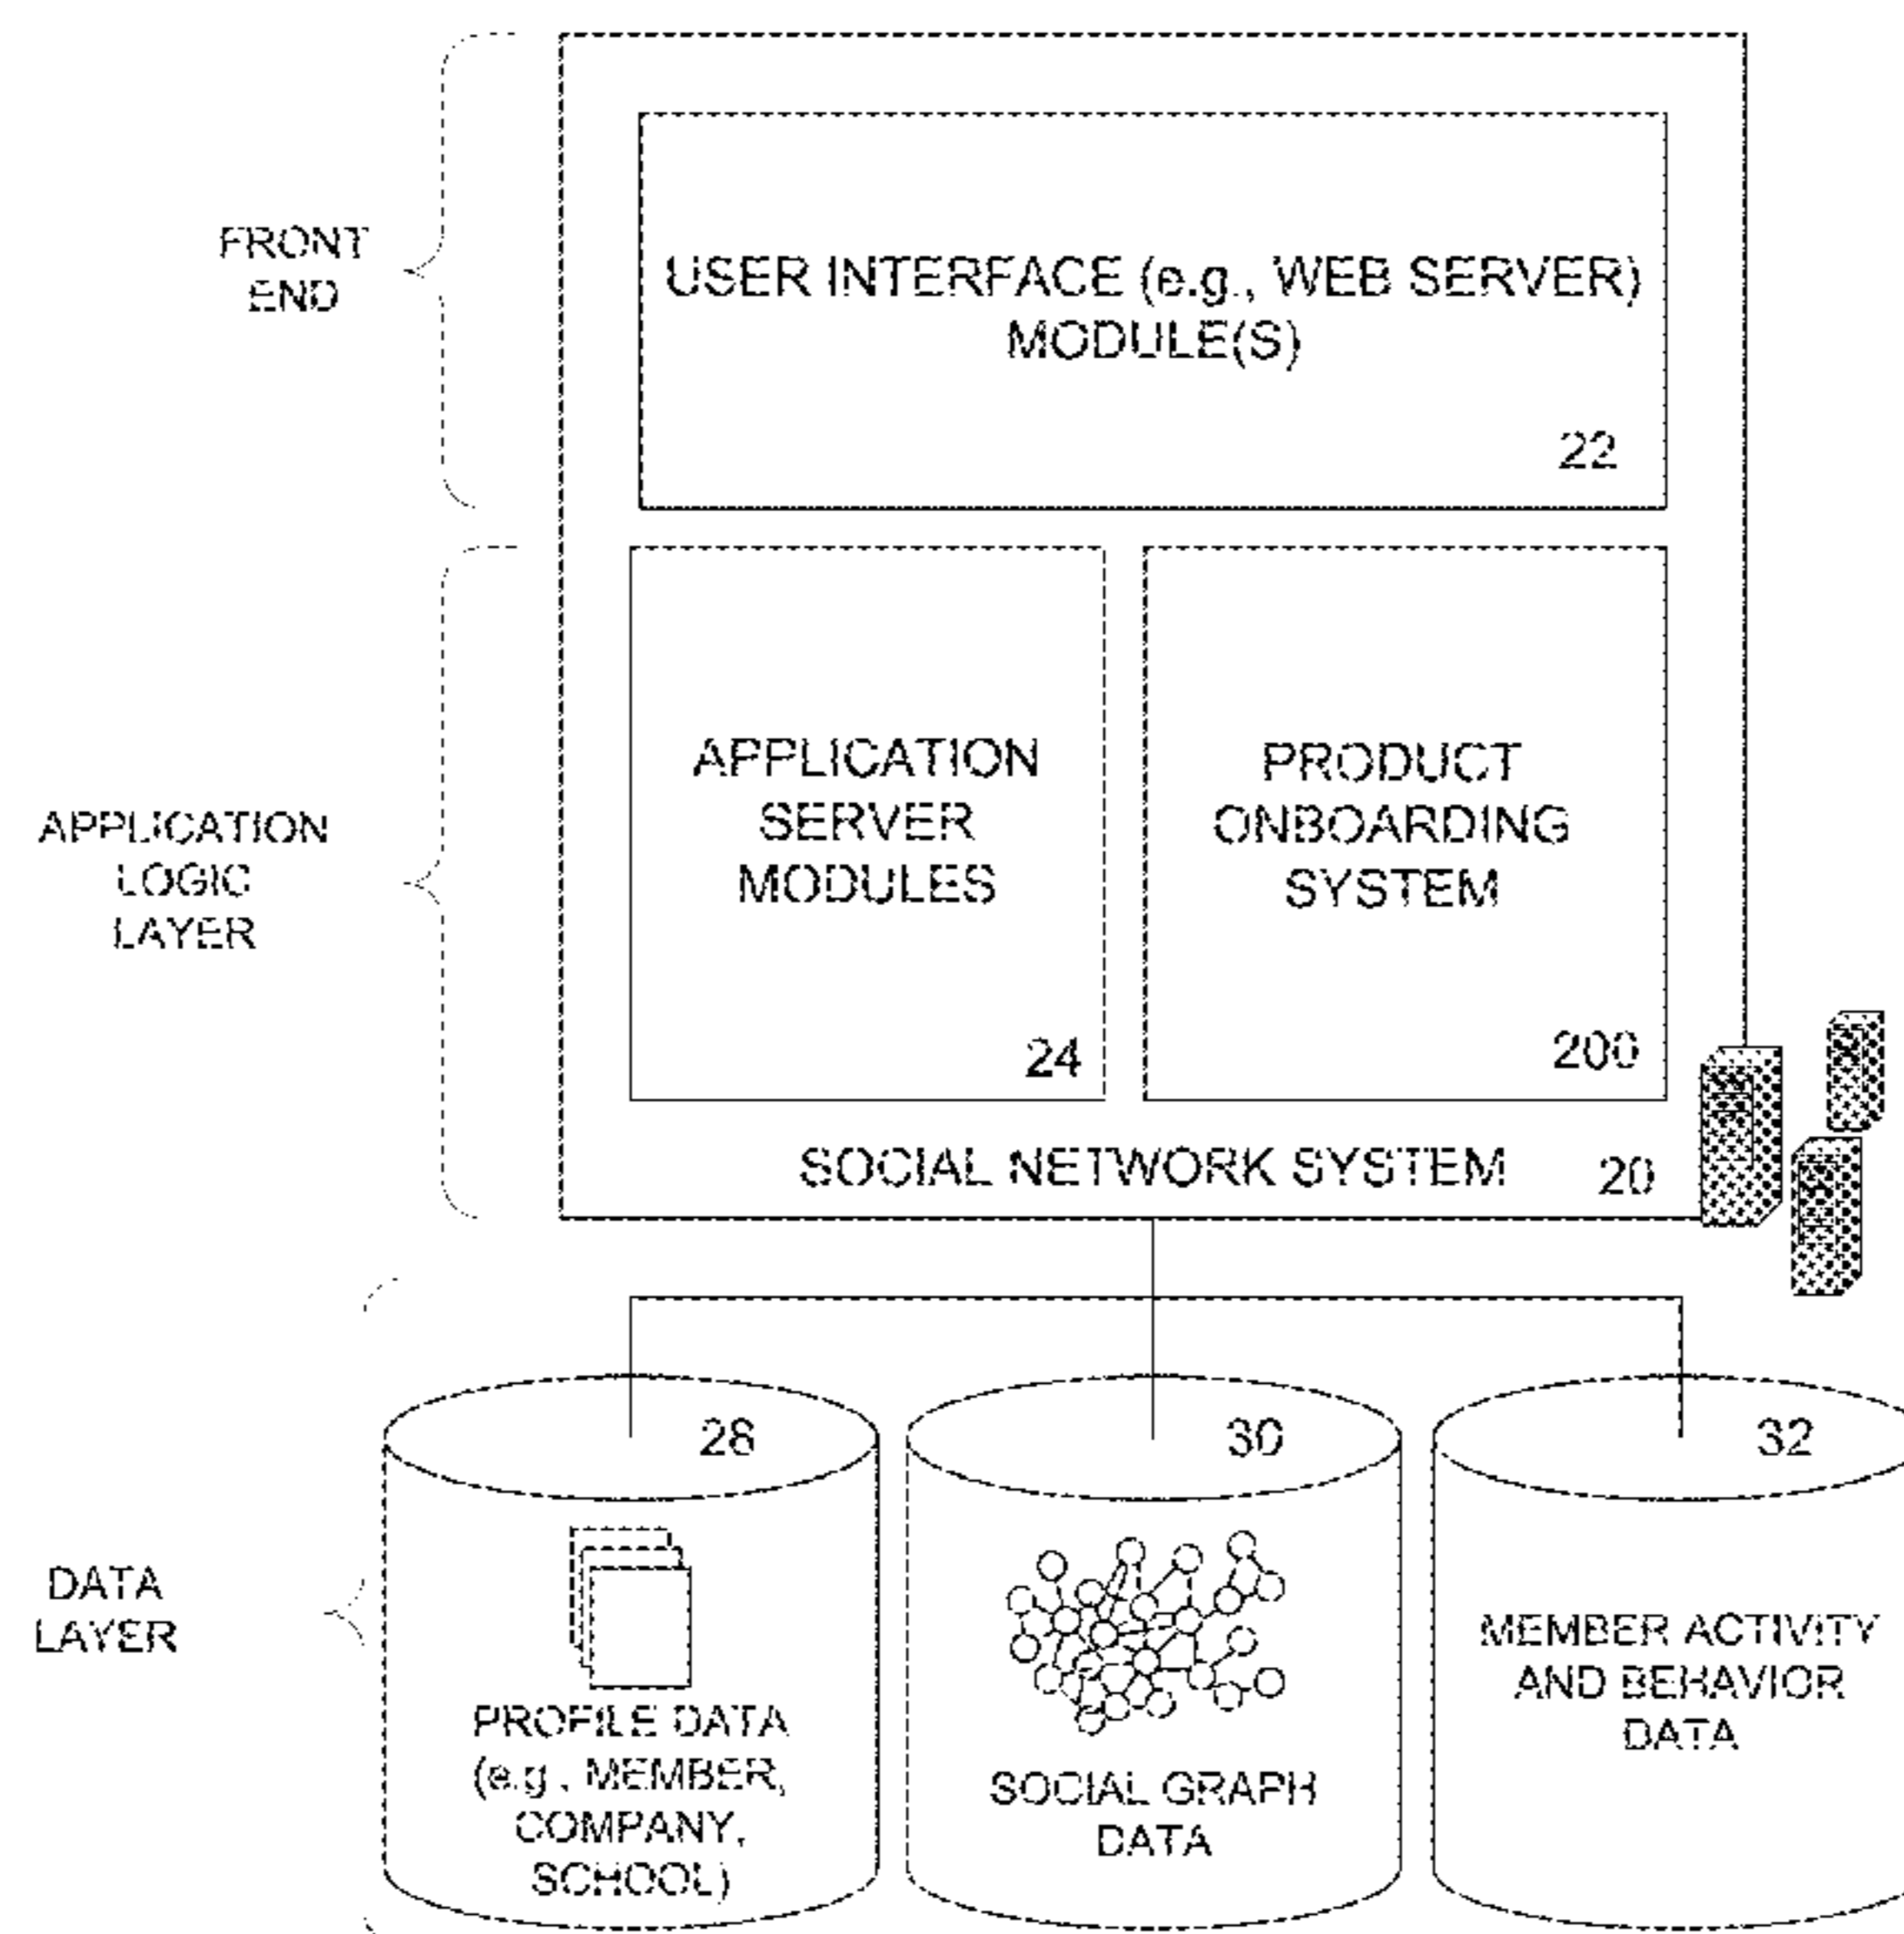 FRONT
END
USER INTERFACE (e.g., WEB SERVER)
MODULE(S)
22
APPLICATION
LOGIC
LAYER
APPLICATION
SERVER
MODULES
24
PRODUCT
ONBOARDING
SYSTEM
200
SOCIAL NETWORK SYSTEM
20
DATA
LAYER
28
PROFILE DATA
(e.g., MEMBER,
COMPANY,
SCHOOL)
30
SOCIAL GRAPH
DATA
32
MEMBER ACTIVITY
AND BEHAVIOR
DATA